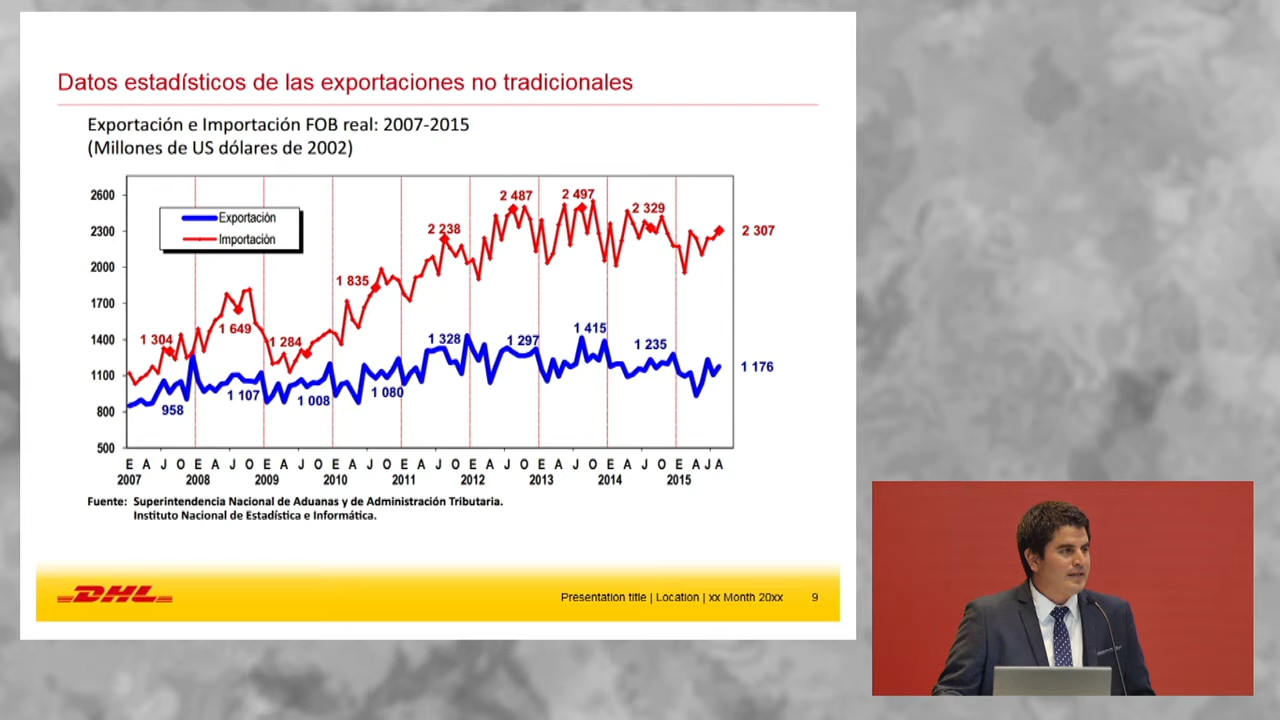 Datos estadísticos de las exportaciones no tradicionales
Exportación e Importación FOB real: 2007-2015
(Millones de US dólares de 2002)
2600
2300
2000
1700
1400
1100
800
500
Exportación
Importación
1 304
1 649
1 284
1 835
2 238
2 487
2 497
2 329
2 307
958
1 107
1 008
1 080
1 328
1 297
1 415
1 235
1 176
E A J O E A J O E A J O E A J O E A J O E A J O E A J O E A J O E A J A
2007 2008 2009 2010 2011 2012 2013 2014 2015
Fuente: Superintendencia Nacional de Aduanas y de Administración Tributaria.
Instituto Nacional de Estadística e Informática.
DHL
Presentation title | Location | xx Month 20xx 9